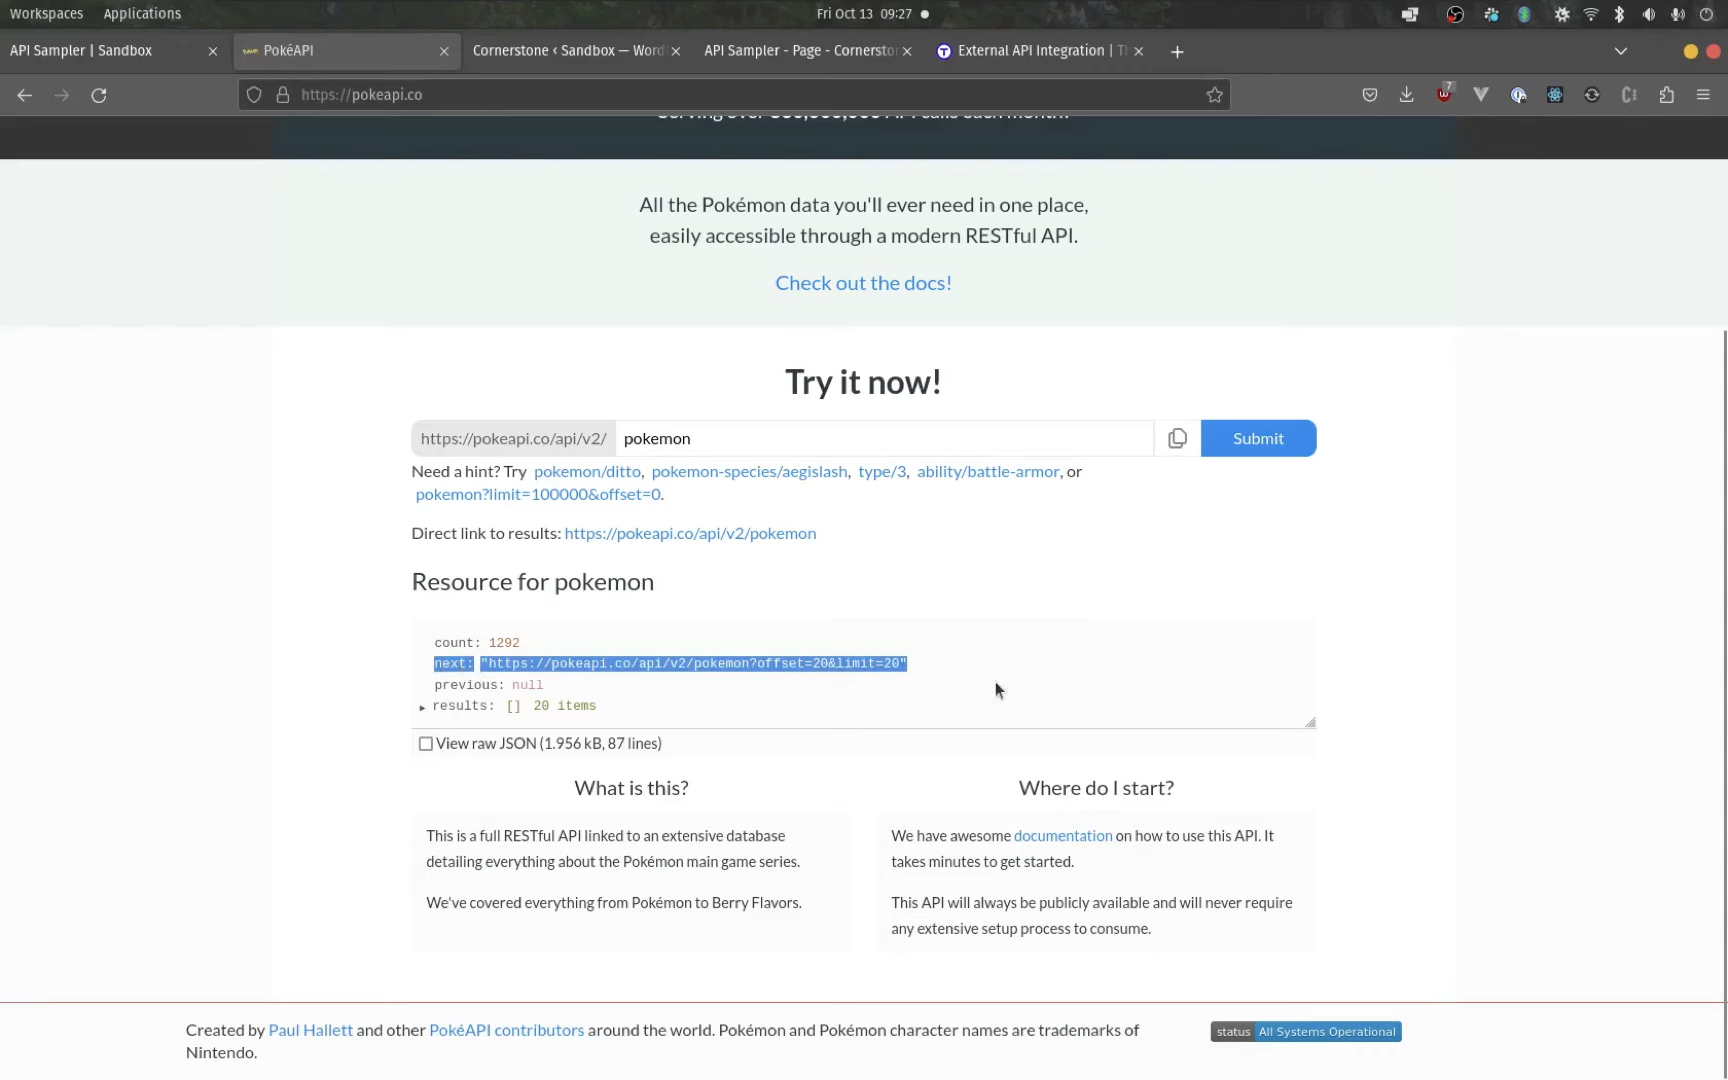 Workspaces Applications Fri Oct 13 09:27
API Sampler | Sandbox PokéAPI Cornerstone ‹ Sandbox — Word API Sampler - Page - Cornersto External API Integration | T
https://pokeapi.co 7
All the Pokémon data you'll ever need in one place,
easily accessible through a modern RESTful API.
Check out the docs!
Try it now!
https://pokeapi.co/api/v2/ pokemon Submit
Need a hint? Try pokemon/ditto, pokemon-species/aegislash, type/3, ability/battle-armor, or
pokemon?limit=100000&offset=0.
Direct link to results: https://pokeapi.co/api/v2/pokemon
Resource for pokemon
count: 1292
next: "https://pokeapi.co/api/v2/pokemon?offset=20&limit=20"
previous: null
results: [] 20 items
View raw JSON (1.956 kB, 87 lines)
What is this?
This is a full RESTful API linked to an extensive database
detailing everything about the Pokémon main game series.
We've covered everything from Pokémon to Berry Flavors.
Where do I start?
We have awesome documentation on how to use this API. It
takes minutes to get started.
This API will always be publicly available and will never require
any extensive setup process to consume.
Created by Paul Hallett and other PokéAPI contributors around the world. Pokémon and Pokémon character names are trademarks of
Nintendo.
status All Systems Operational